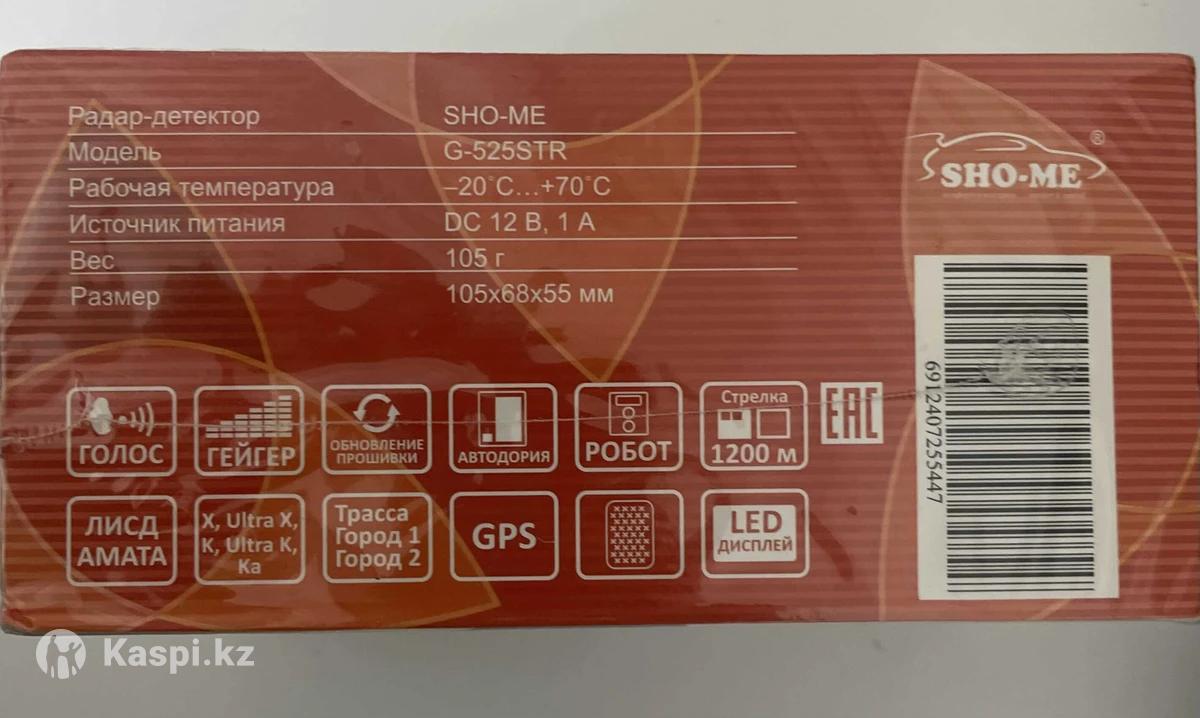 Радар-детектор SHO-ME
Модель G-525STR
Рабочая температура –20°C...+70°C
Источник питания DC 12 В, 1 А
Вес 105 г
Размер 105x68x55 мм
SHO-ME®
6912407255447
ГОЛОС
ГЕЙГЕР
ОБНОВЛЕНИЕ
ПРОШИВКИ
АВТОДОРИЯ
РОБОТ
Стрелка
1200 м
EAC
ЛИСД
АМАТА
X, Ultra X,
K, Ultra K,
Ka
Трасса
Город 1
Город 2
GPS
LED
ДИСПЛЕЙ
Kaspi.kz